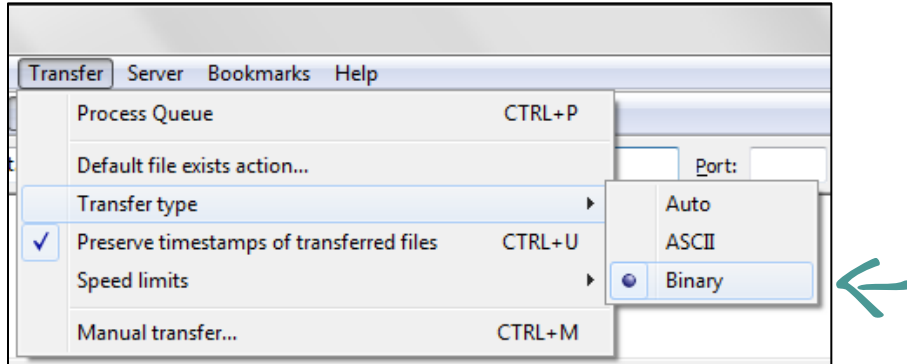 Transfer Server Bookmarks Help
Process Queue CTRL+P
Default file exists action...
Port:
Transfer type
Auto
Preserve timestamps of transferred files CTRL+U
ASCII
Speed limits
Binary
Manual transfer... CTRL+M